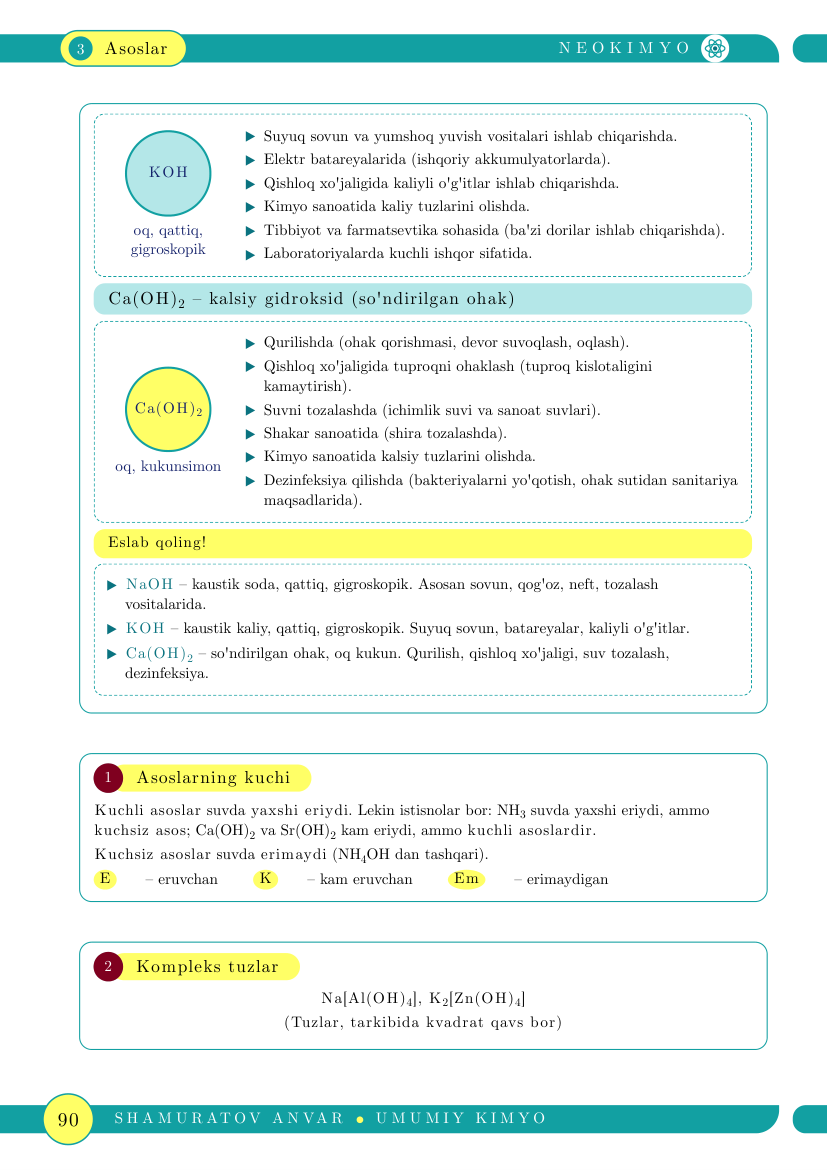 3 Asoslar
NEOKIMYO
KOH
oq, qattiq,
gigroskopik
▶ Suyuq sovun va yumshoq yuvish vositalari ishlab chiqarishda.
▶ Elektr batareyalarida (ishqoriy akkumulyatorlarda).
▶ Qishloq xo'jaligida kaliyli o'g'itlar ishlab chiqarishda.
▶ Kimyo sanoatida kaliy tuzlarini olishda.
▶ Tibbiyot va farmatsevtika sohasida (ba'zi dorilar ishlab chiqarishda).
▶ Laboratoriyalarda kuchli ishqor sifatida.
Ca(OH)₂ – kalsiy gidroksid (so'ndirilgan ohak)
Ca(OH)₂
oq, kukunsimon
▶ Qurilishda (ohak qorishmasi, devor suvoqlash, oqlash).
▶ Qishloq xo'jaligida tuproqni ohaklash (tuproq kislotaligini
kamaytirish).
▶ Suvni tozalashda (ichimlik suvi va sanoat suvlari).
▶ Shakar sanoatida (shira tozalashda).
▶ Kimyo sanoatida kalsiy tuzlarini olishda.
▶ Dezinfeksiya qilishda (bakteriyalarni yo'qotish, ohak sutidan sanitariya
maqsadlarida).
Eslab qoling!
▶ NaOH – kaustik soda, qattiq, gigroskopik. Asosan sovun, qog'oz, neft, tozalash
vositalarida.
▶ KOH – kaustik kaliy, qattiq, gigroskopik. Suyuq sovun, batareyalar, kaliyli o'g'itlar.
▶ Ca(OH)₂ – so'ndirilgan ohak, oq kukun. Qurilish, qishloq xo'jaligi, suv tozalash,
dezinfeksiya.
1 Asoslarning kuchi
Kuchli asoslar suvda yaxshi eriydi. Lekin istisnolar bor: NH₃ suvda yaxshi eriydi, ammo
kuchsiz asos; Ca(OH)₂ va Sr(OH)₂ kam eriydi, ammo kuchli asoslardir.
Kuchsiz asoslar suvda erimaydi (NH₄OH dan tashqari).
E – eruvchan K – kam eruvchan Em – erimaydigan
2 Kompleks tuzlar
Na[Al(OH)₄], K₂[Zn(OH)₄]
(Tuzlar, tarkibida kvadrat qavs bor)
90 SHAMURATOV ANVAR ● UMUMIY KIMYO